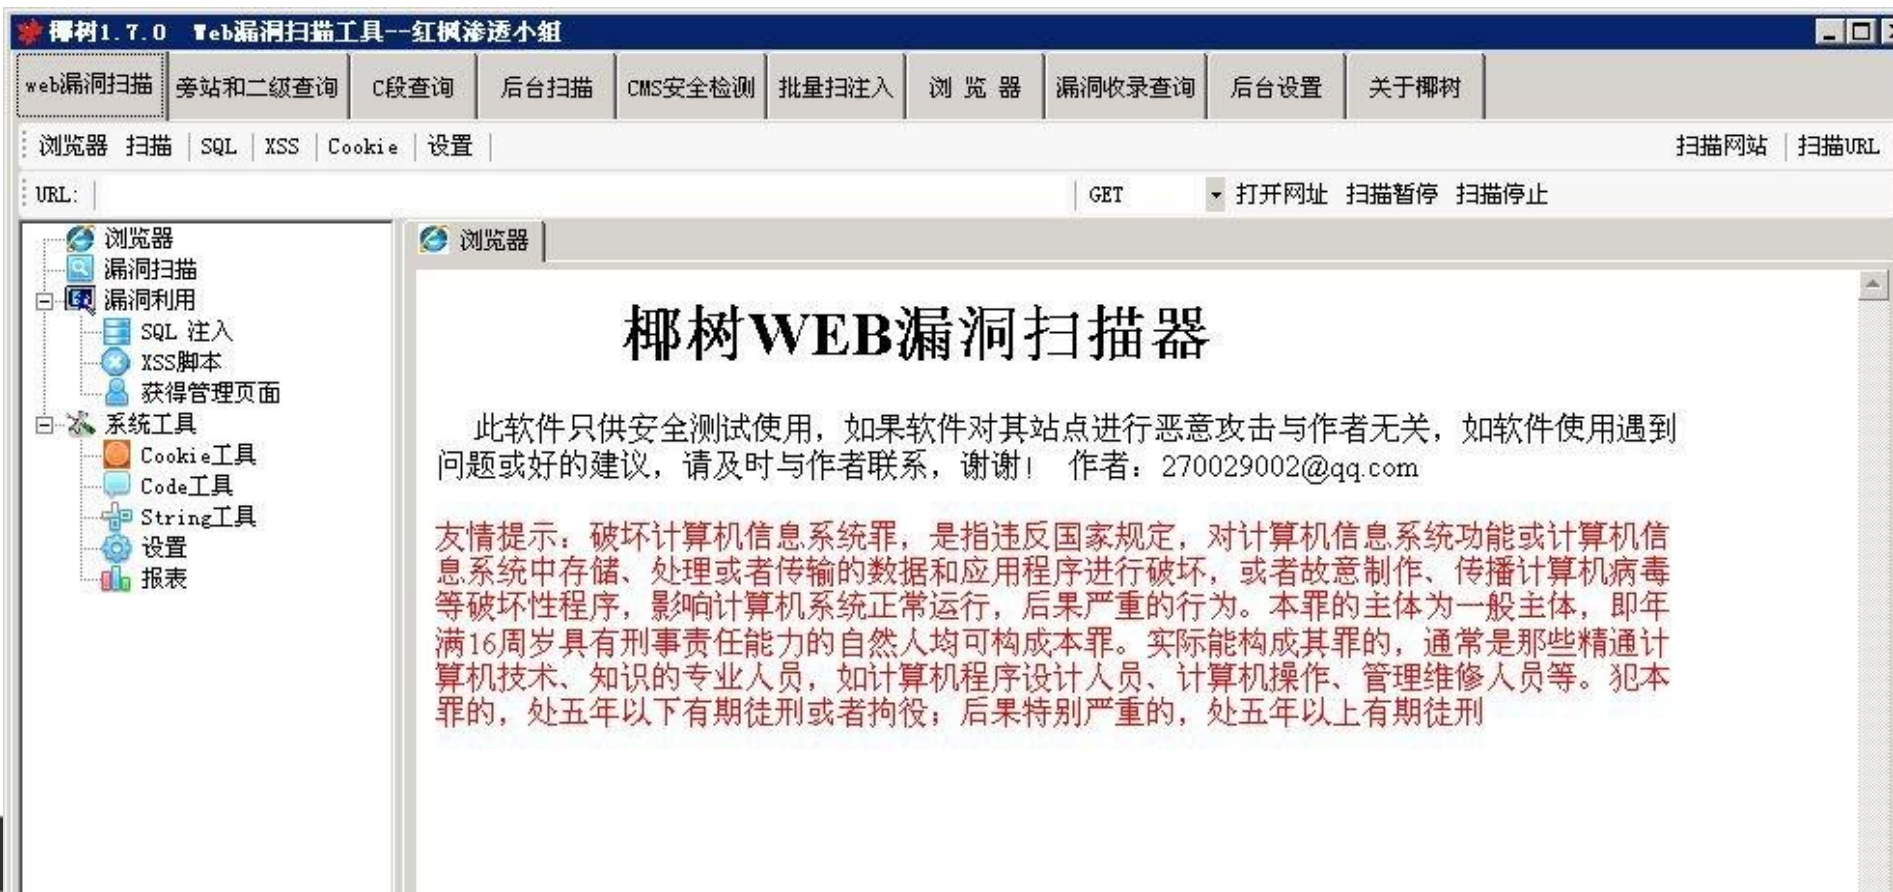 椰树1.7.0 Web漏洞扫描工具--红枫渗透小组
web漏洞扫描 旁站和二级查询 C段查询 后台扫描 CMS安全检测 批量扫注入 浏 览 器 漏洞收录查询 后台设置 关于椰树
浏览器 扫描 SQL XSS Cookie 设置 扫描网站 扫描URL
URL: GET 打开网址 扫描暂停 扫描停止
浏览器
漏洞扫描
漏洞利用
SQL 注入
XSS脚本
获得管理页面
系统工具
Cookie工具
Code工具
String工具
设置
报表
浏览器
椰树WEB漏洞扫描器
此软件只供安全测试使用，如果软件对其站点进行恶意攻击与作者无关，如软件使用遇到
问题或好的建议，请及时与作者联系，谢谢！ 作者：270029002@qq.com
友情提示：破坏计算机信息系统罪，是指违反国家规定，对计算机信息系统功能或计算机信
息系统中存储、处理或者传输的数据和应用程序进行破坏，或者故意制作、传播计算机病毒
等破坏性程序，影响计算机系统正常运行，后果严重的行为。本罪的主体为一般主体，即年
满16周岁具有刑事责任能力的自然人均可构成本罪。实际能构成其罪的，通常是那些精通计
算机技术、知识的专业人员，如计算机程序设计人员、计算机操作、管理维修人员等。犯本
罪的，处五年以下有期徒刑或者拘役；后果特别严重的，处五年以上有期徒刑